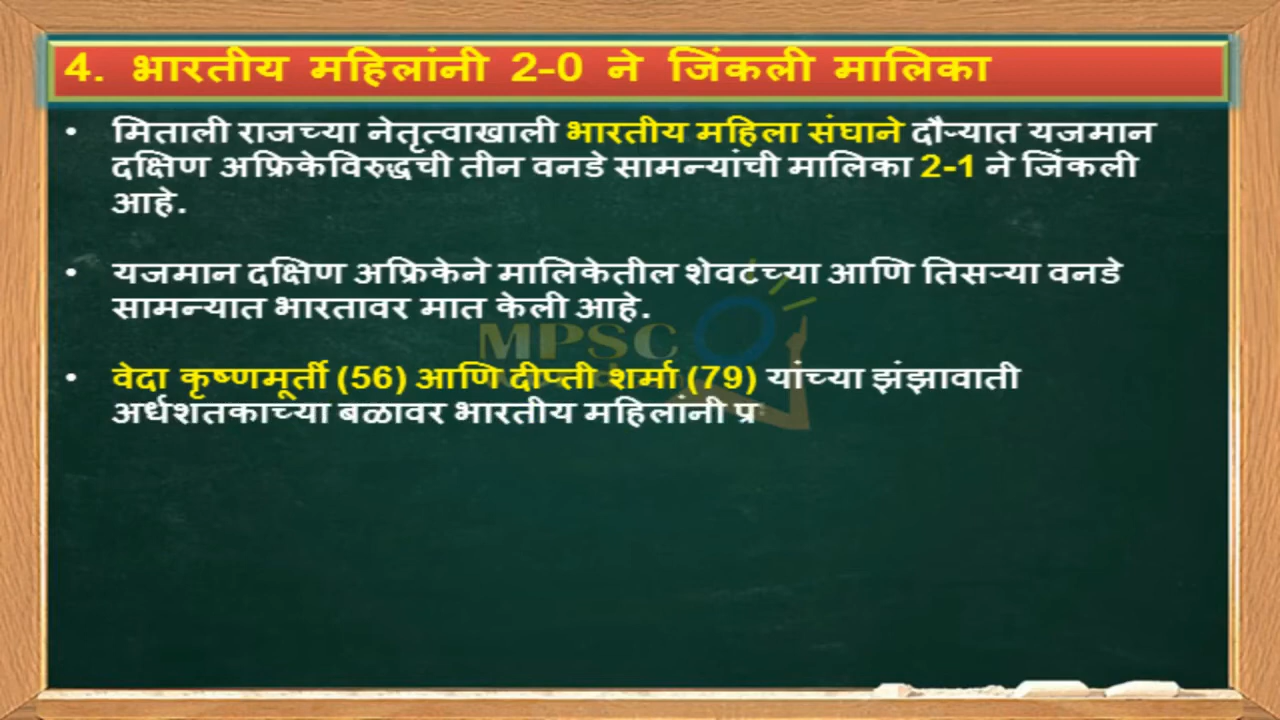 4. भारतीय महिलांनी 2-0 ने जिंकली मालिका
• मिताली राजच्या नेतृत्वाखाली भारतीय महिला संघाने दौऱ्यात यजमान
दक्षिण अफ्रिकेविरुद्धची तीन वनडे सामन्यांची मालिका 2-1 ने जिंकली
आहे.
• यजमान दक्षिण अफ्रिकेने मालिकेतील शेवटच्या आणि तिसऱ्या वनडे
सामन्यात भारतावर मात केली आहे.
MPSC
• वेदा कृष्णमूर्ती (56) आणि दीप्ती शर्मा (79) यांच्या झंझावाती
अर्धशतकाच्या बळावर भारतीय महिलांनी प्र